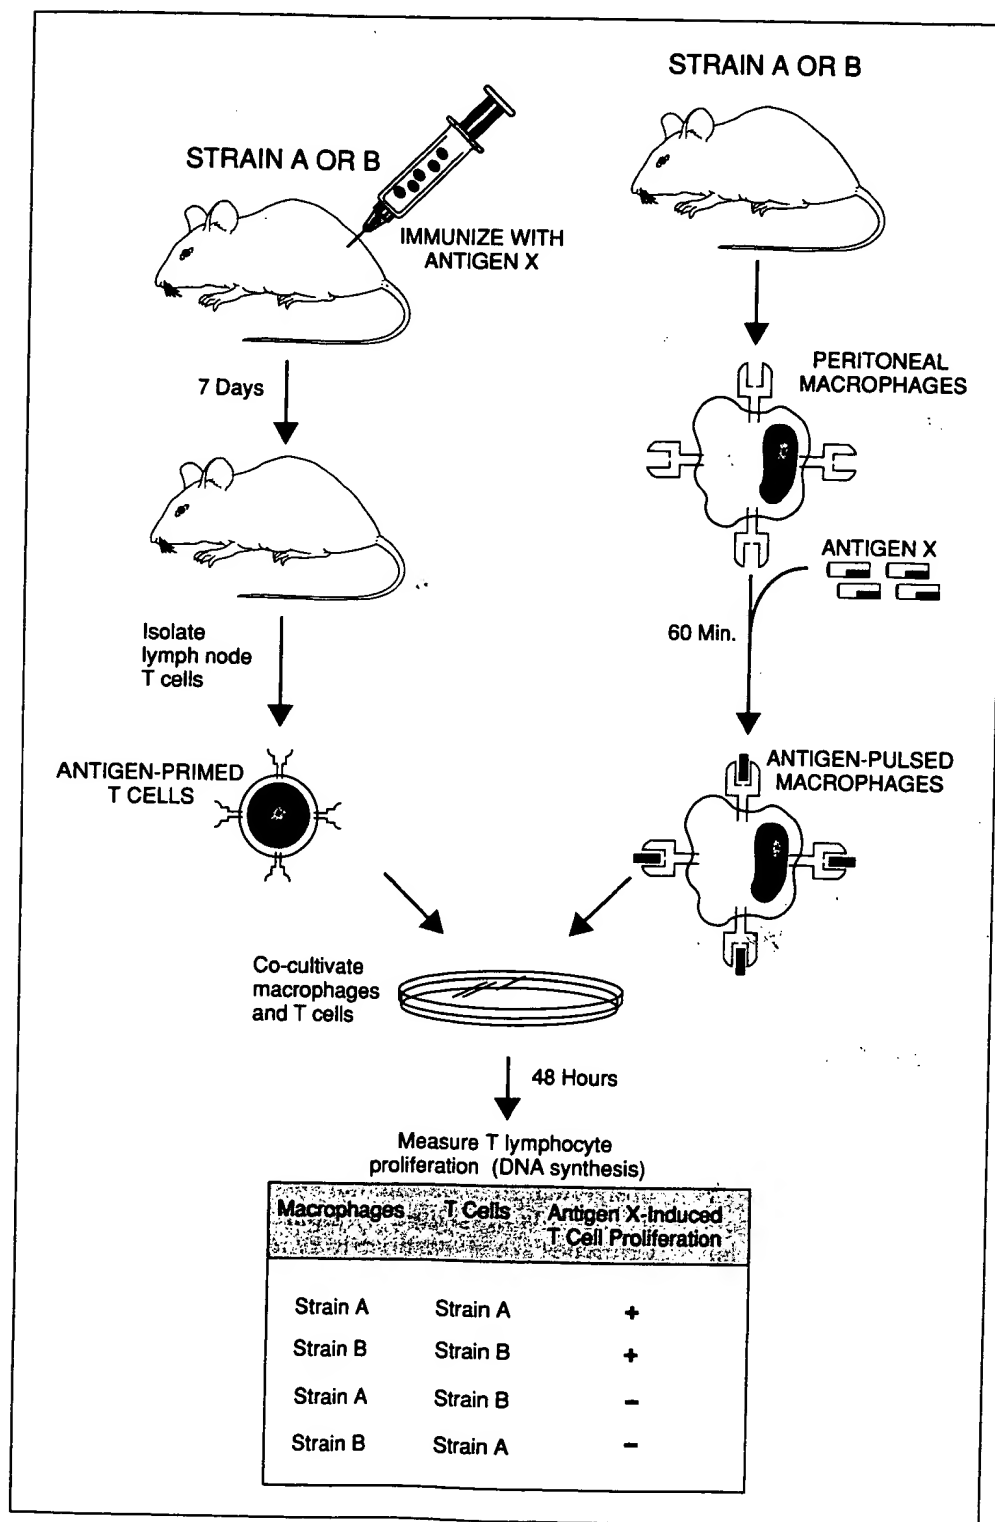 STRAIN A OR B
STRAIN A OR B
IMMUNIZE WITH
ANTIGEN X
7 Days
Isolate
lymph node
T cells
ANTIGEN-PRIMED
T CELLS
PERITONEAL
MACROPHAGES
ANTIGEN X
60 Min.
ANTIGEN-PULSED
MACROPHAGES
Co-cultivate
macrophages
and T cells
48 Hours
Measure T lymphocyte
proliferation (DNA synthesis)
Macrophages T Cells Antigen X-Induced
T Cell Proliferation
Strain A Strain A +
Strain B Strain B +
Strain A Strain B –
Strain B Strain A –